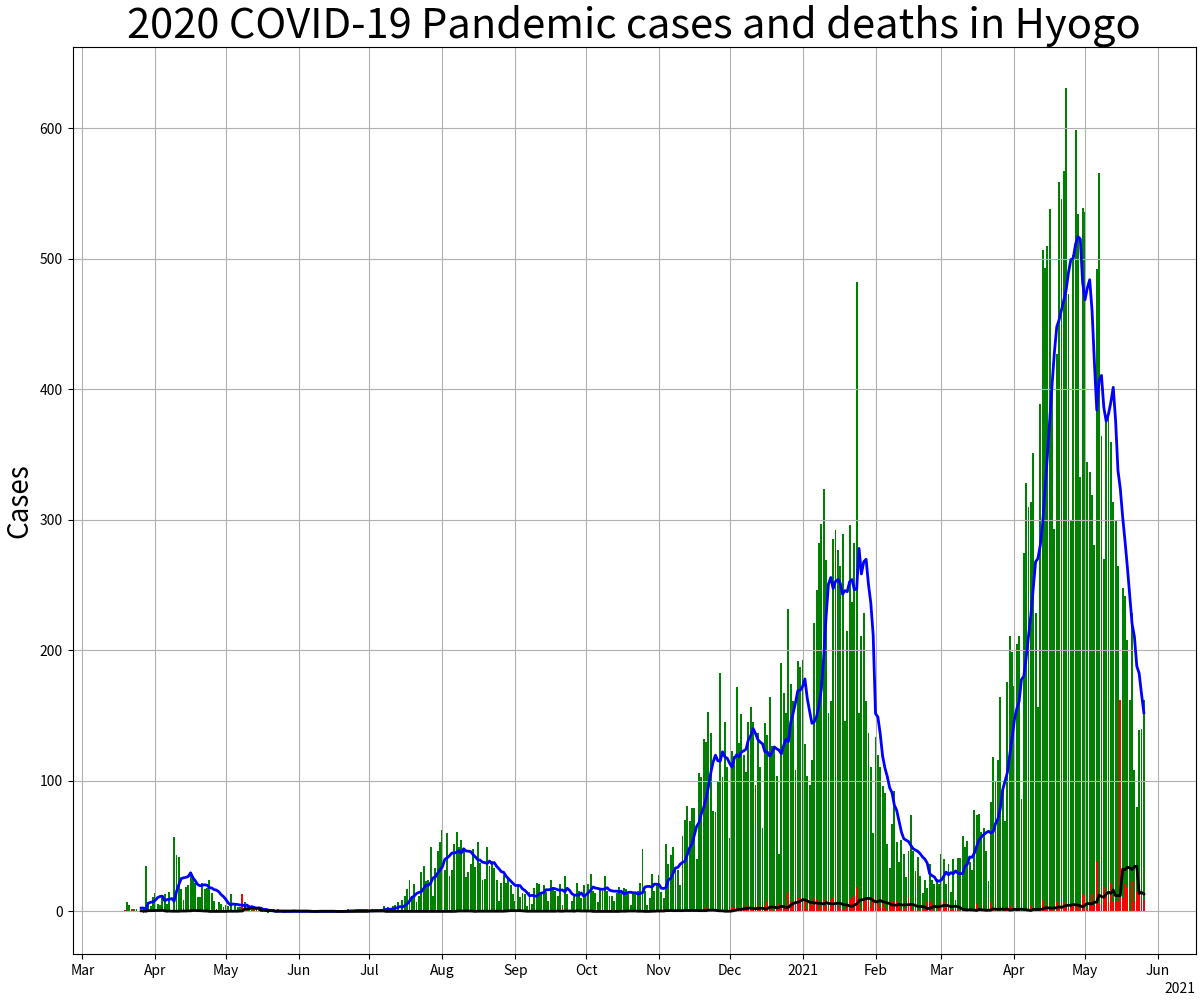 2020 COVID-19 Pandemic cases and deaths in Hyogo
Cases
600
500
400
300
200
100
0
Mar Apr May Jun Jul Aug Sep Oct Nov Dec 2021 Feb Mar Apr May Jun
2021